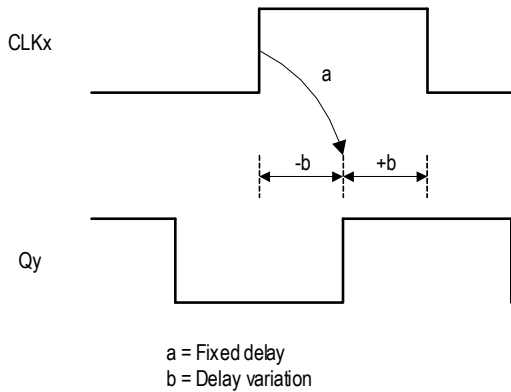 CLKx
a
-b
+b
Qy
a = Fixed delay
b = Delay variation